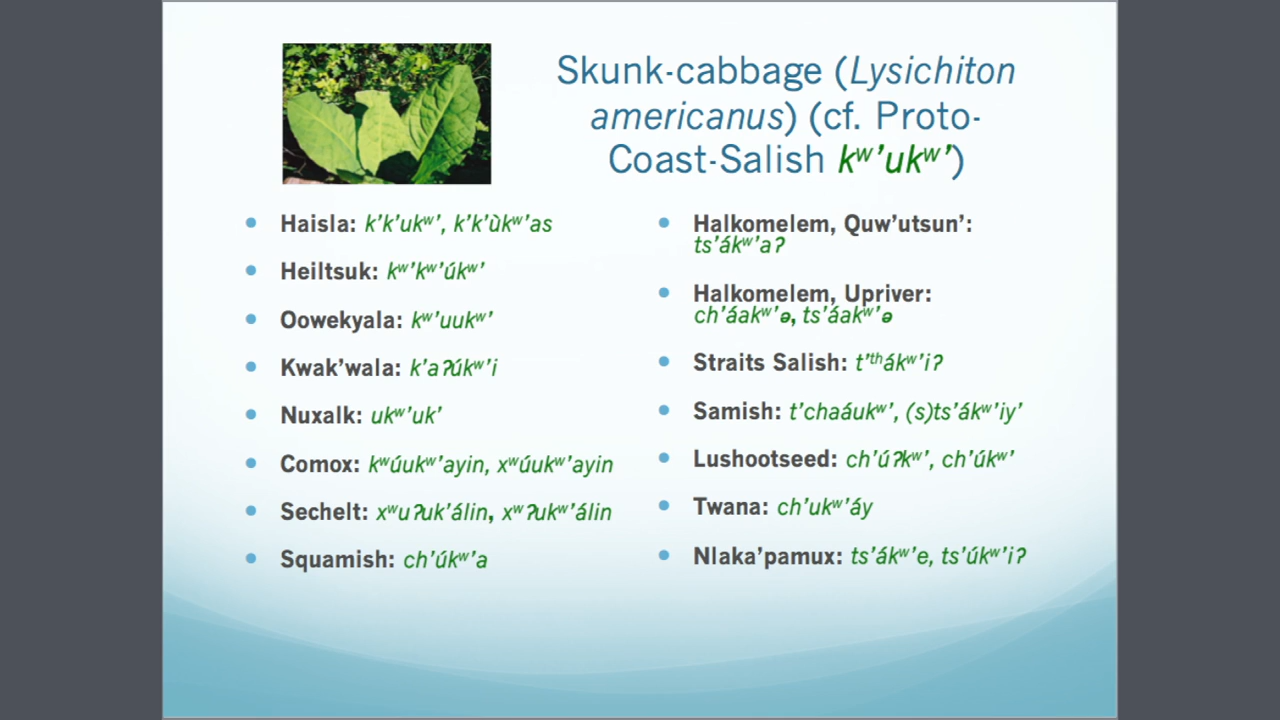 Skunk-cabbage (Lysichiton
americanus) (cf. Proto-
Coast-Salish kʷ’ukʷ’)
• Haisla: k’k’ukʷ’, k’k’ùkʷ’as
• Heiltsuk: kʷ’kʷ’úkʷ’
• Oowekyala: kʷ’uukʷ’
• Kwak’wala: k’aʔúkʷ’i
• Nuxalk: ukʷ’uk’
• Comox: kʷúukʷ’ayin, xʷúukʷ’ayin
• Sechelt: xʷuʔuk’álin, xʷʔukʷ’álin
• Squamish: ch’úkʷ’a
• Halkomelem, Quw’utsun’:
ts’ákʷ’aʔ
• Halkomelem, Upriver:
ch’áakʷ’ə, ts’áakʷ’ə
• Straits Salish: t’ᵗʰákʷ’iʔ
• Samish: t’chaáukʷ’, (s)ts’ákʷ’iy’
• Lushootseed: ch’úʔkʷ’, ch’úkʷ’
• Twana: ch’ukʷ’áy
• Nlaka’pamux: ts’ákʷ’e, ts’úkʷ’iʔ